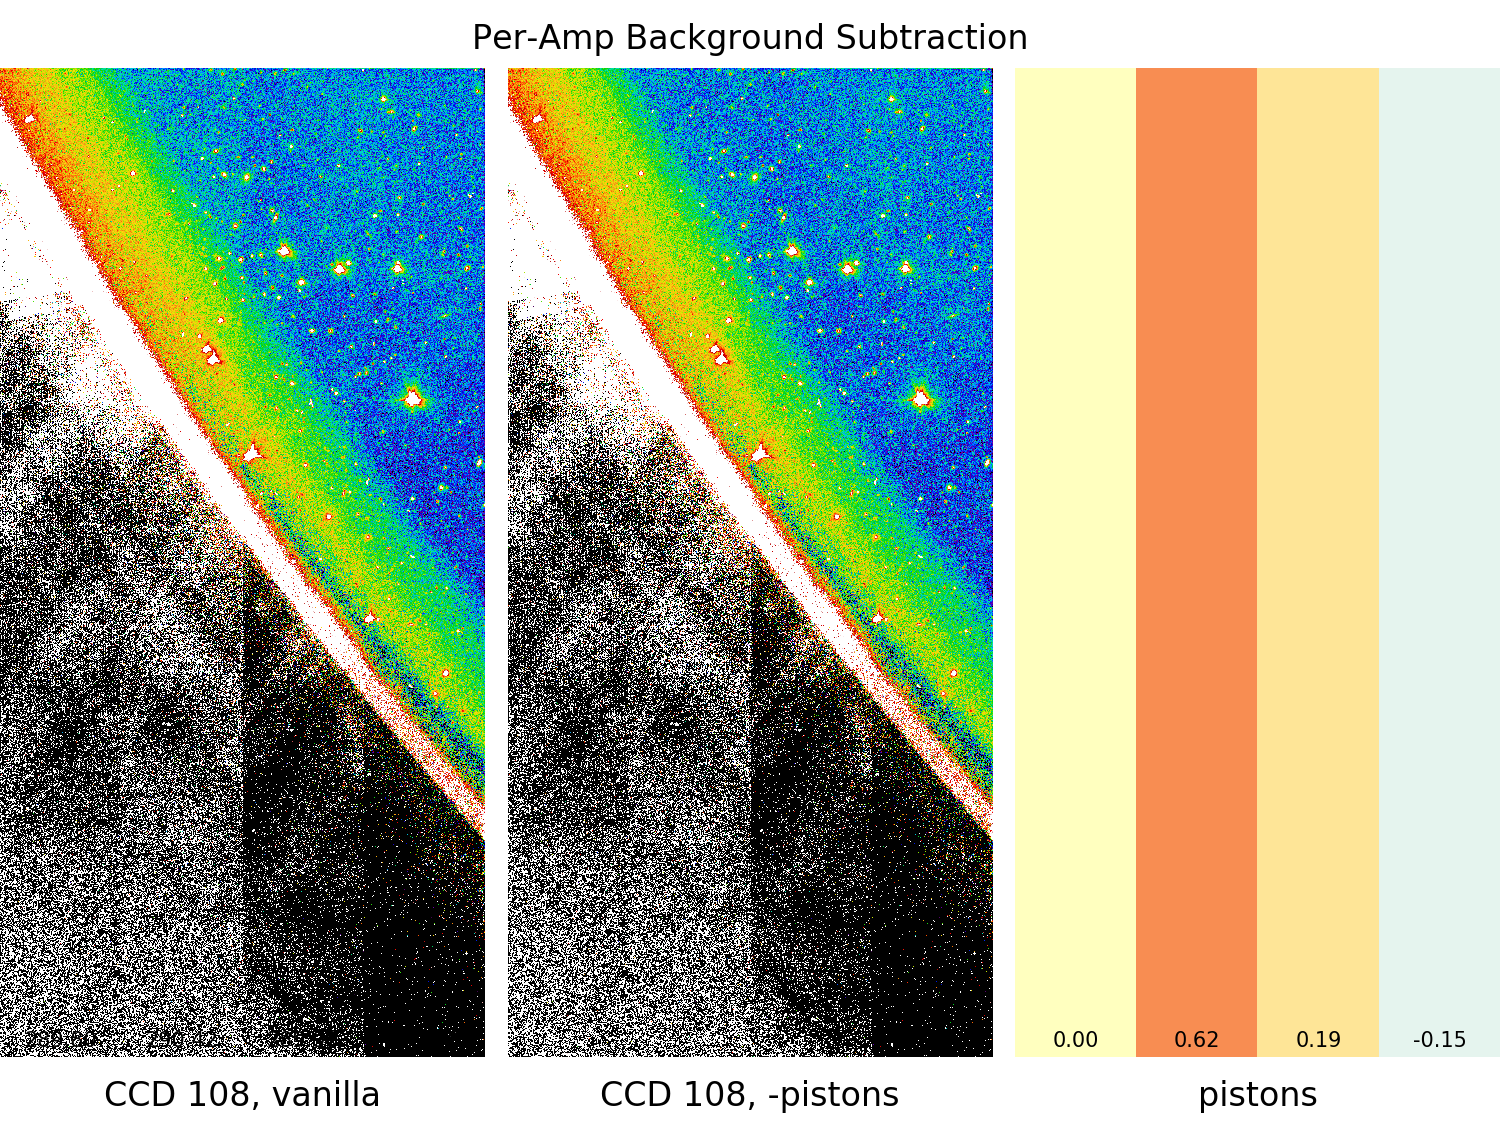 Per-Amp Background Subtraction
0.00 0.62 0.19 -0.15
CCD 108, vanilla CCD 108, -pistons pistons